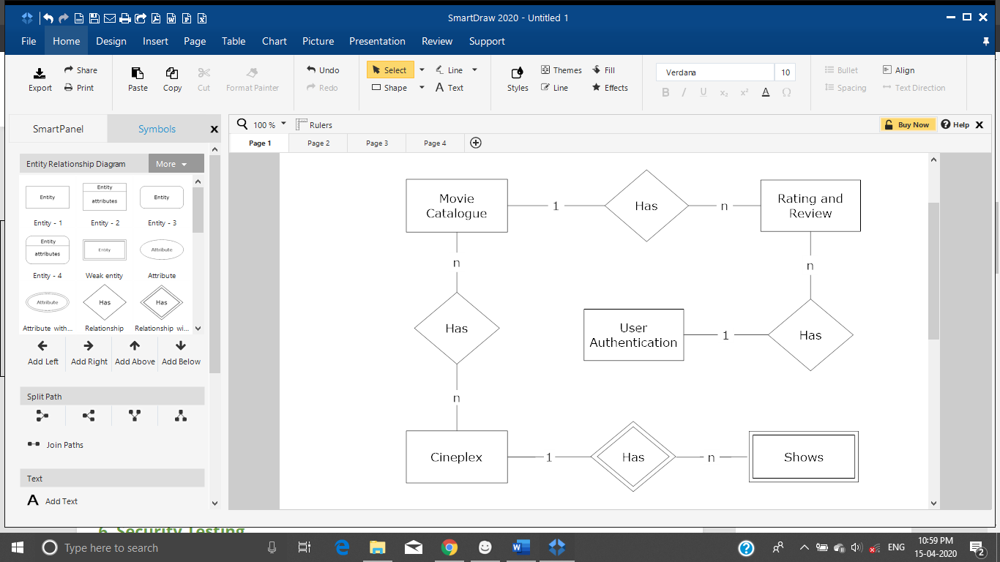 SmartDraw 2020 - Untitled 1
File Home Design Insert Page Table Chart Picture Presentation Review Support
Export
Share
Print
Paste
Copy
Cut
Format Painter
Undo
Redo
Select
Line
Shape
Text
Styles
Themes
Fill
Line
Effects
Verdana 10
B I U x₂ x² A Ω
Bullet
Align
Spacing
Text Direction
SmartPanel
Symbols
X
100 %
Rulers
Buy Now
Help
X
Page 1
Page 2
Page 3
Page 4
Entity Relationship Diagram
More
Entity
Entity
attributes
Entity
Entity - 1
Entity - 2
Entity - 3
Entity
attributes
Entity
Attribute
Entity - 4
Weak entity
Attribute
Attribute
Has
Has
Attribute with...
Relationship
Relationship wi...
Add Left
Add Right
Add Above
Add Below
Split Path
Join Paths
Text
A Add Text
Movie
Catalogue
1
Has
n
Rating and
Review
n
n
Has
User
Authentication
1
Has
n
Cineplex
1
Has
n
Shows
6. Security Testing
Type here to search
ENG
10:59 PM
15-04-2020
2